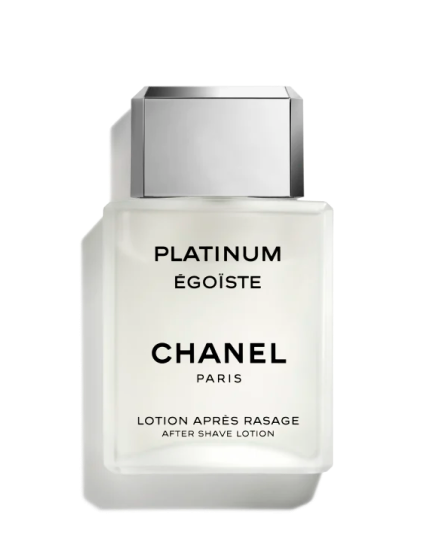 PLATINUM
ÉGOÏSTE
CHANEL
PARIS
LOTION APRÈS RASAGE
AFTER SHAVE LOTION